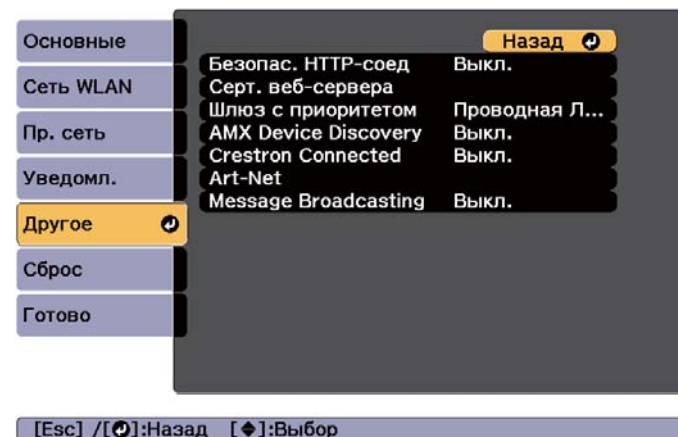 Основные
Сеть WLAN
Пр. сеть
Уведомл.
Другое
Сброс
Готово
Назад
Безопас. HTTP-соед Выкл.
Серт. веб-сервера
Шлюз с приоритетом Проводная Л...
AMX Device Discovery Выкл.
Crestron Connected Выкл.
Art-Net
Message Broadcasting Выкл.
[Esc] /[]:Назад []:Выбор